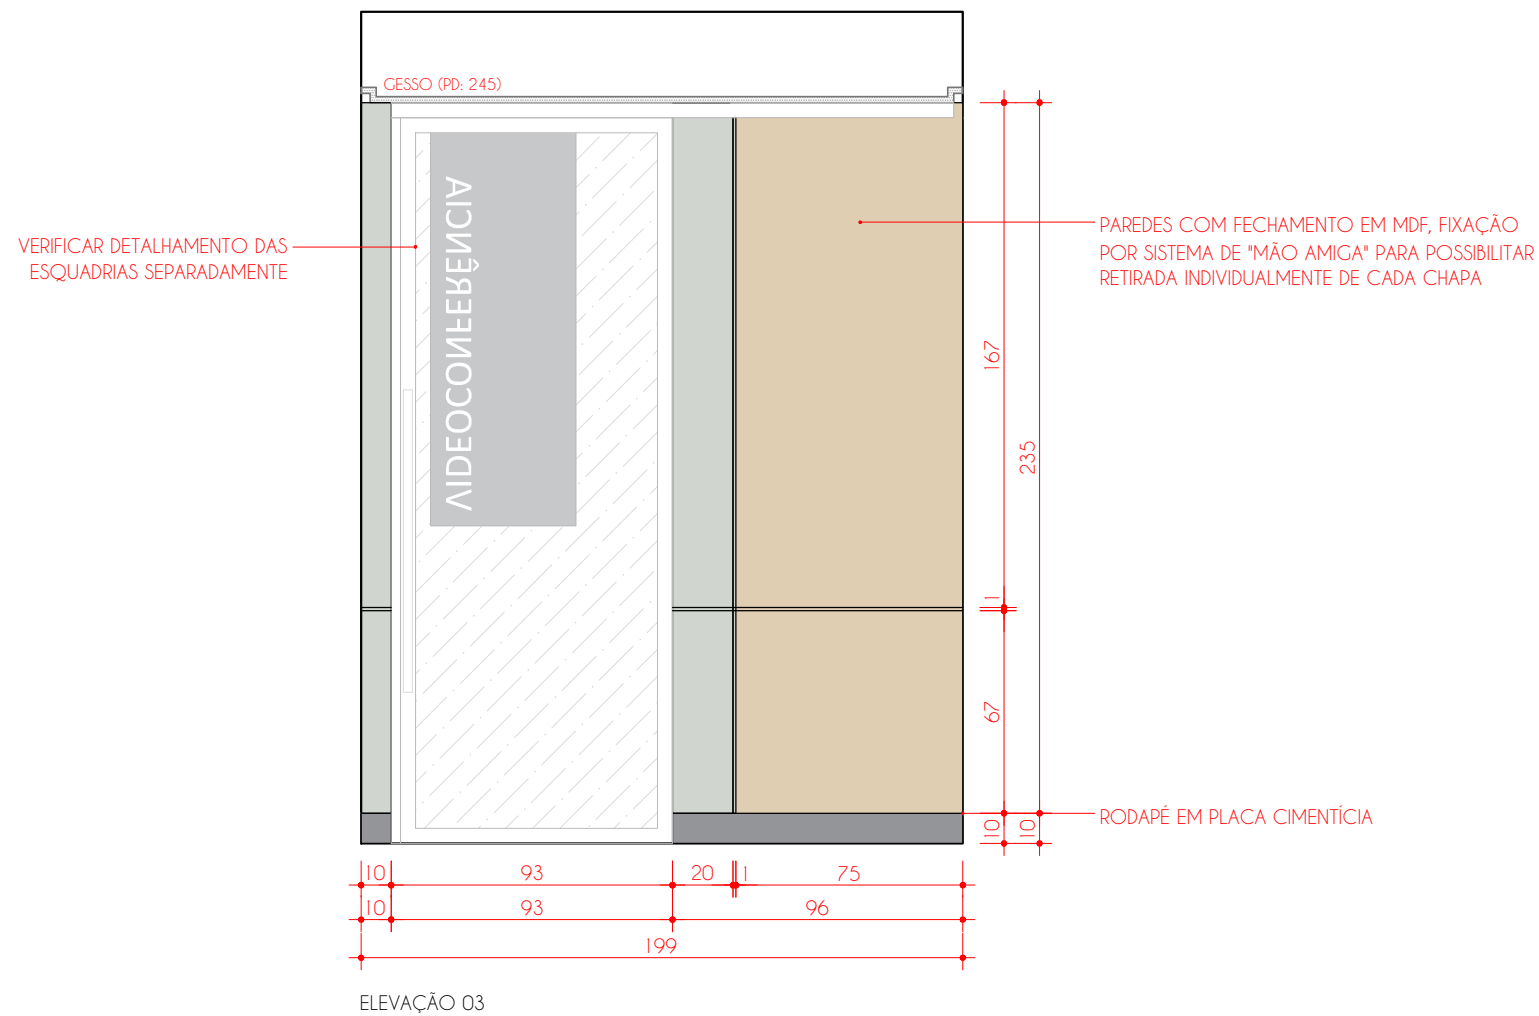 GESSO (PD: 245)
VERIFICAR DETALHAMENTO DAS
ESQUADRIAS SEPARADAMENTE
VIDEOCONFERÊNCIA
PAREDES COM FECHAMENTO EM MDF, FIXAÇÃO
POR SISTEMA DE "MÃO AMIGA" PARA POSSIBILITAR
RETIRADA INDIVIDUALMENTE DE CADA CHAPA
167
235
1
67
RODAPÉ EM PLACA CIMENTÍCIA
10
10
10
93
20
1
75
10
93
96
199
ELEVAÇÃO 03